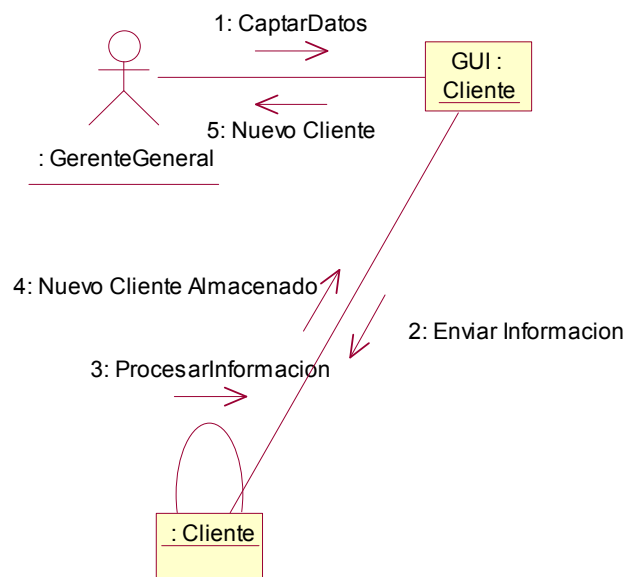 1: CaptarDatos
GUI :
Cliente
5: Nuevo Cliente
: GerenteGeneral
4: Nuevo Cliente Almacenado
2: Enviar Informacion
3: ProcesarInformacion
: Cliente